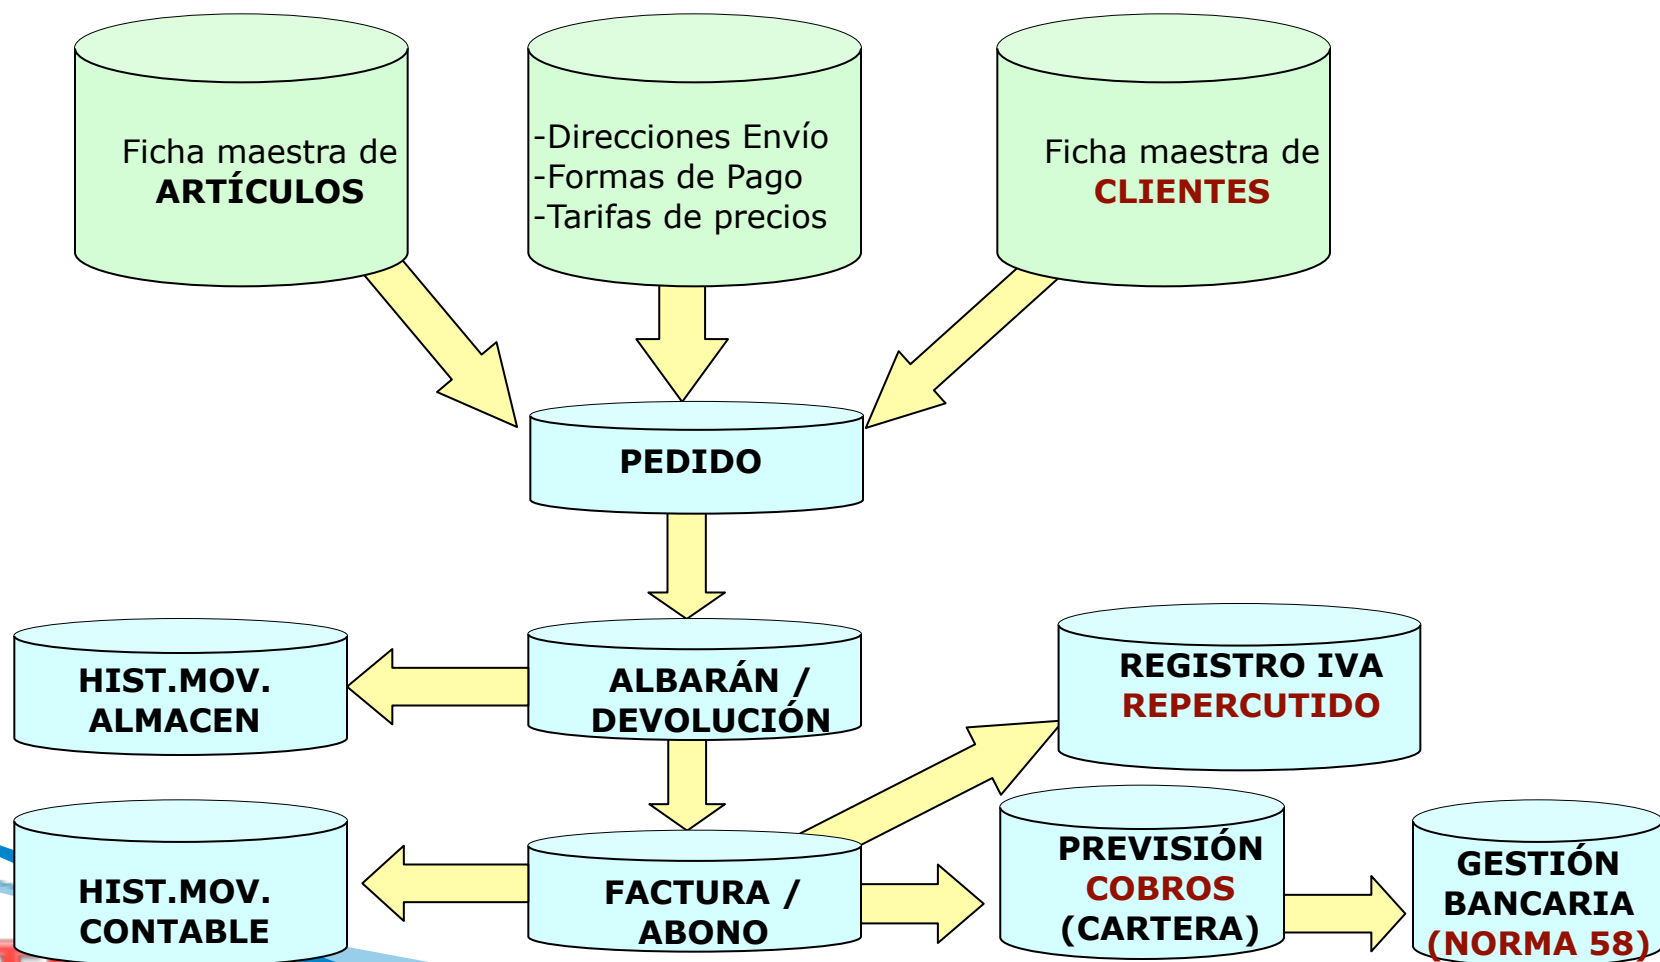 Ficha maestra de
ARTÍCULOS
-Direcciones Envío
-Formas de Pago
-Tarifas de precios
Ficha maestra de
CLIENTES
PEDIDO
HIST.MOV.
ALMACEN
ALBARÁN /
DEVOLUCIÓN
REGISTRO IVA
REPERCUTIDO
HIST.MOV.
CONTABLE
FACTURA /
ABONO
PREVISIÓN
COBROS
(CARTERA)
GESTIÓN
BANCARIA
(NORMA 58)